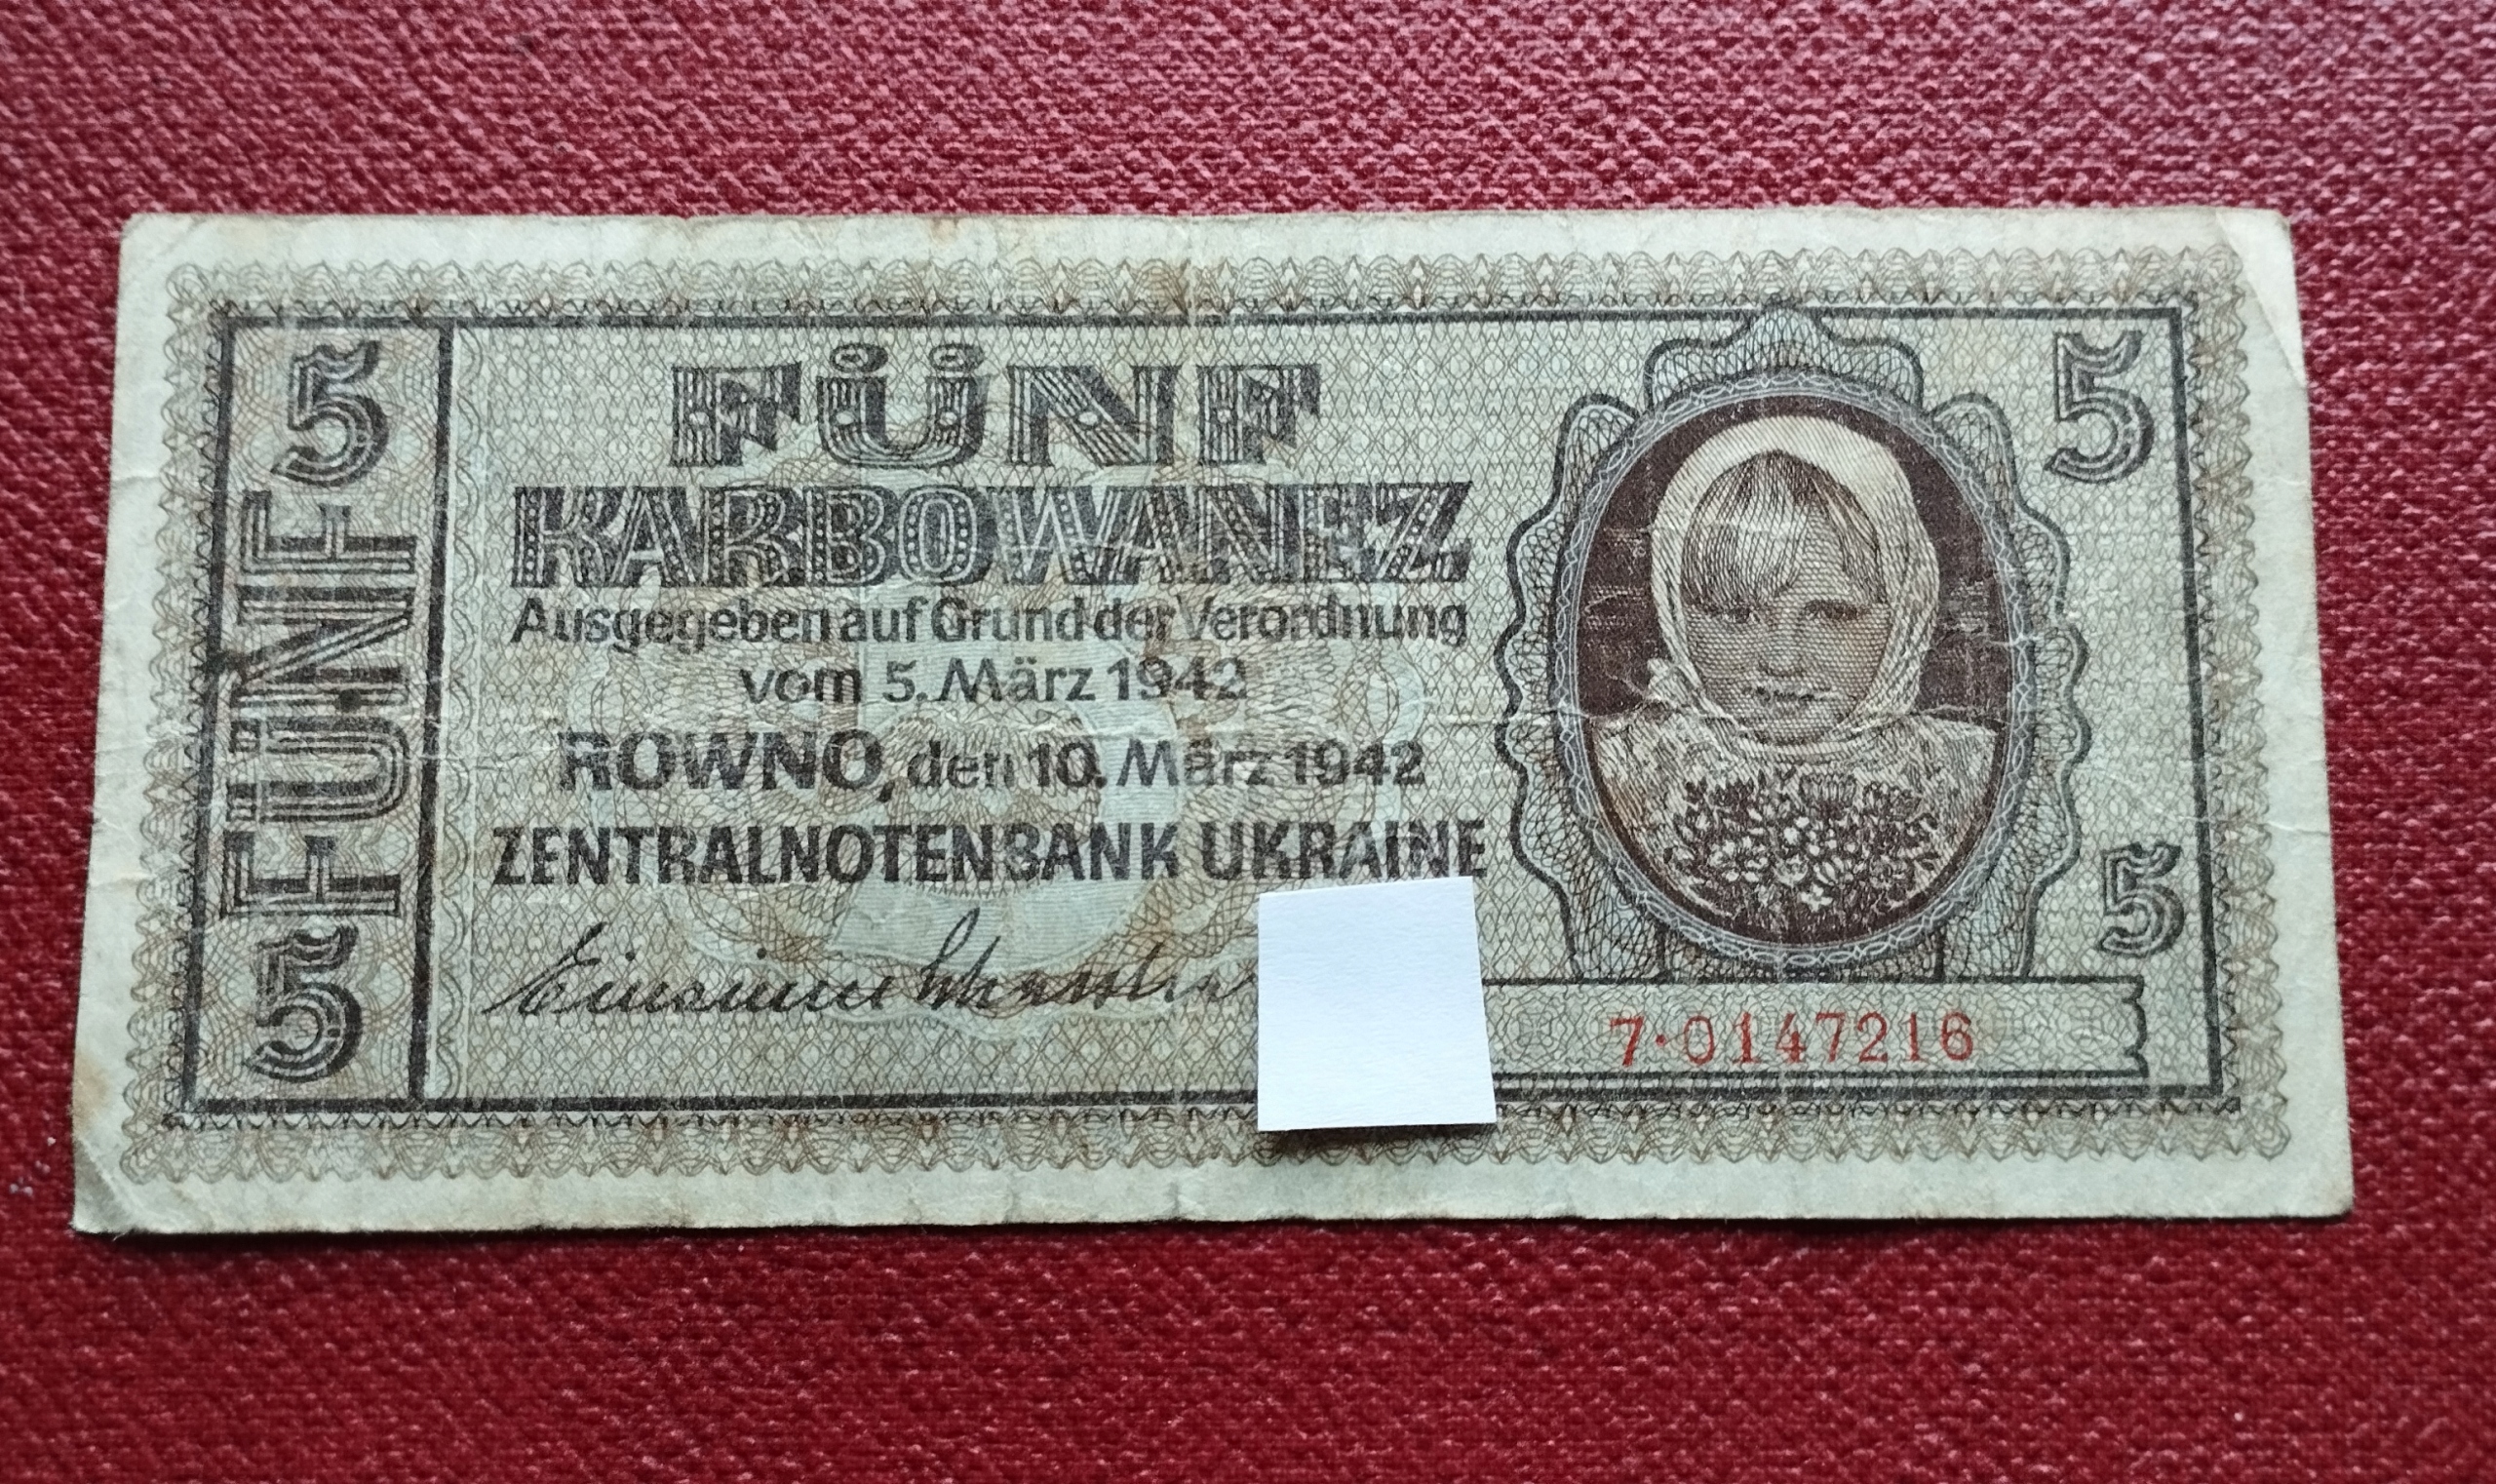 5
FÜNF
5
FÜNF
KARBOWANEZ
Ausgegeben auf Grund der Verordnung
vom 5. März 1942
ROWNO, den 10. März 1942
ZENTRALNOTENBANK UKRAINE
5
5
7·0147216